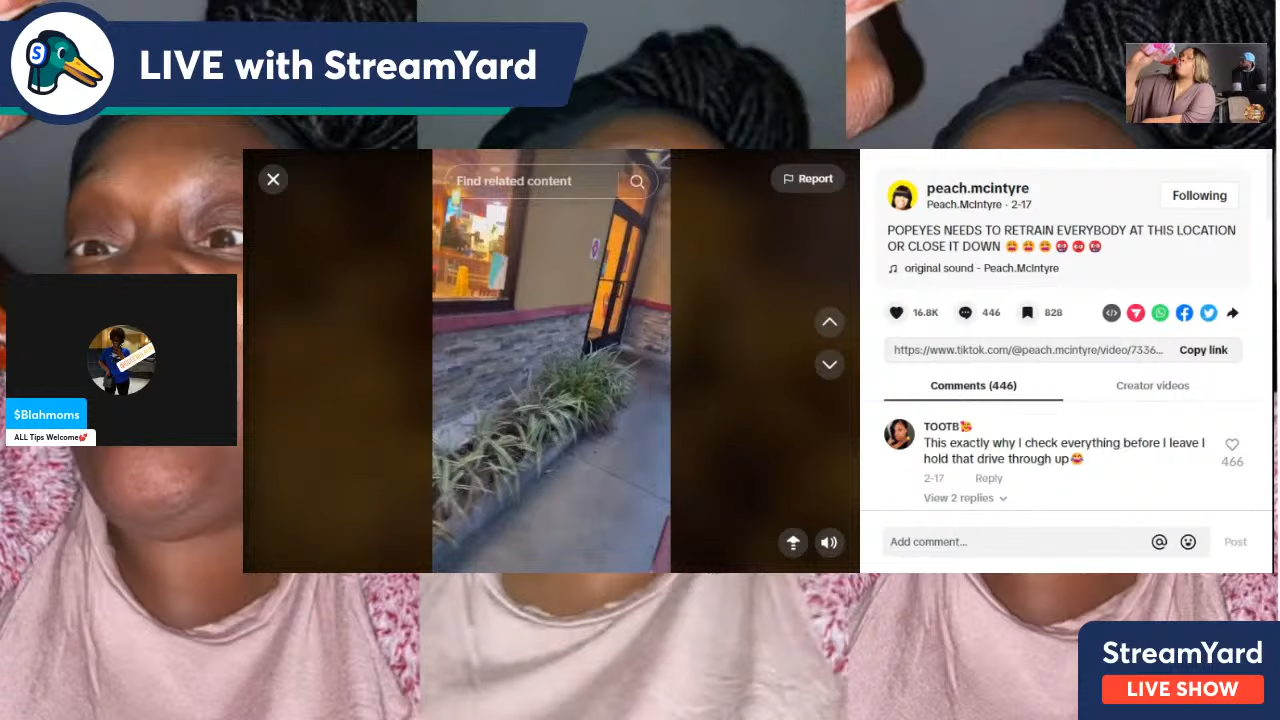 S
LIVE with StreamYard
Find related content
Report
peach.mcintyre
Peach.McIntyre · 2-17
Following
POPEYES NEEDS TO RETRAIN EVERYBODY AT THIS LOCATION
OR CLOSE IT DOWN 😩 😩 😩 🤬 🤬 🤬
original sound - Peach.McIntyre
16.8K
446
828
https://www.tiktok.com/@peach.mcintyre/video/7336...
Copy link
Comments (446)
Creator videos
TOOTB🥰
This exactly why I check everything before I leave I
hold that drive through up😂
466
2-17
Reply
View 2 replies
Add comment...
Post
$Blahmoms
ALL Tips Welcome💕
StreamYard
LIVE SHOW